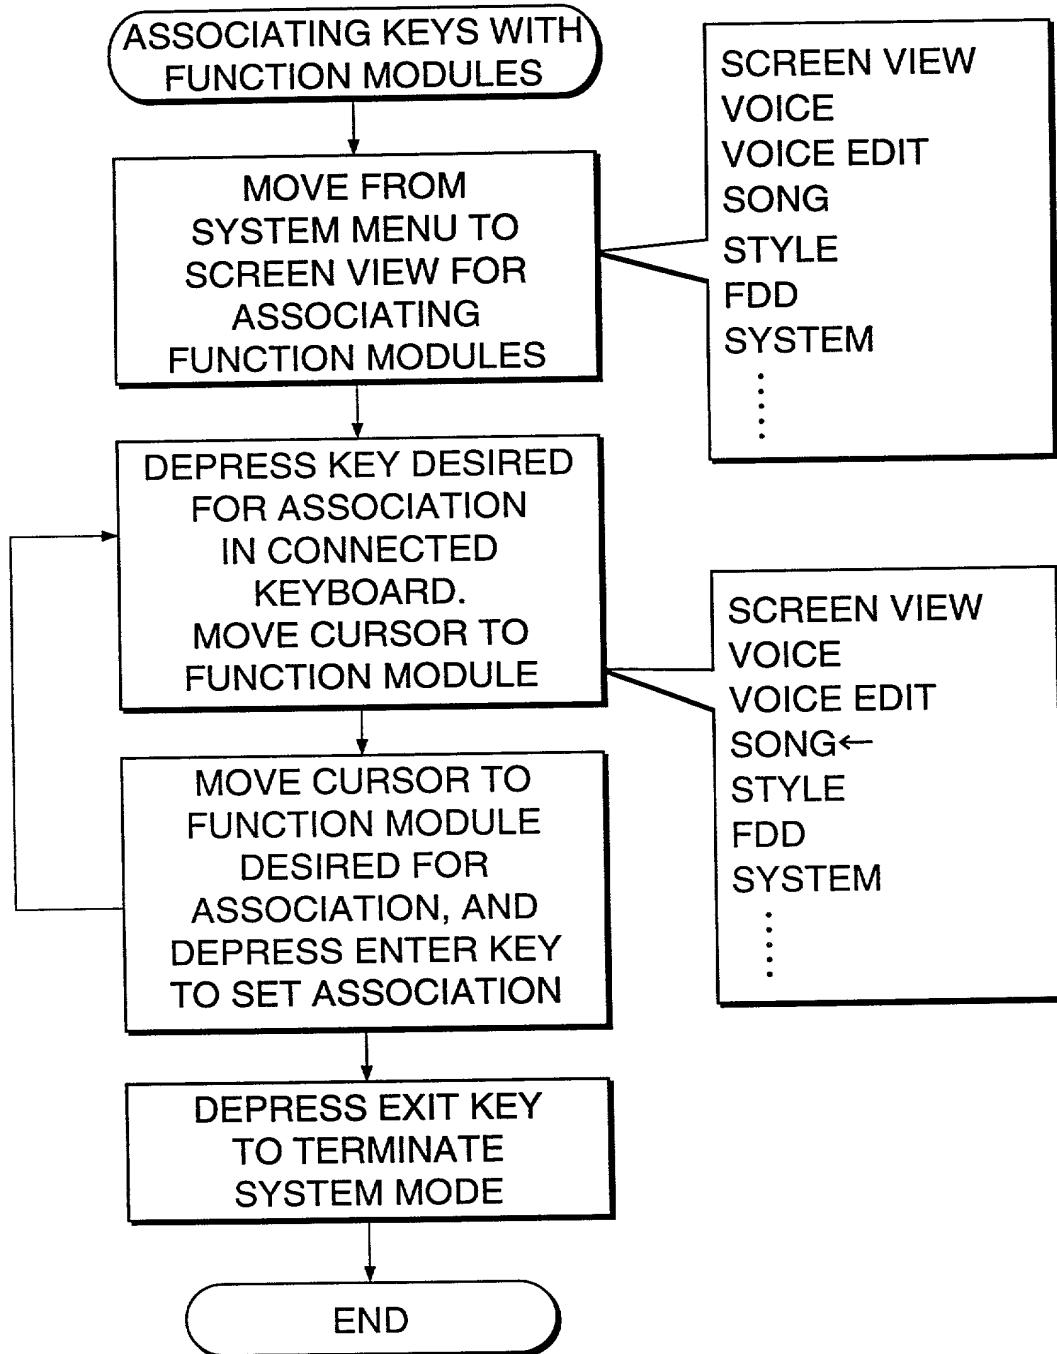 ASSOCIATING KEYS WITH
FUNCTION MODULES
MOVE FROM
SYSTEM MENU TO
SCREEN VIEW FOR
ASSOCIATING
FUNCTION MODULES
SCREEN VIEW
VOICE
VOICE EDIT
SONG
STYLE
FDD
SYSTEM
DEPRESS KEY DESIRED
FOR ASSOCIATION
IN CONNECTED
KEYBOARD.
MOVE CURSOR TO
FUNCTION MODULE
SCREEN VIEW
VOICE
VOICE EDIT
SONG←
STYLE
FDD
SYSTEM
MOVE CURSOR TO
FUNCTION MODULE
DESIRED FOR
ASSOCIATION, AND
DEPRESS ENTER KEY
TO SET ASSOCIATION
DEPRESS EXIT KEY
TO TERMINATE
SYSTEM MODE
END